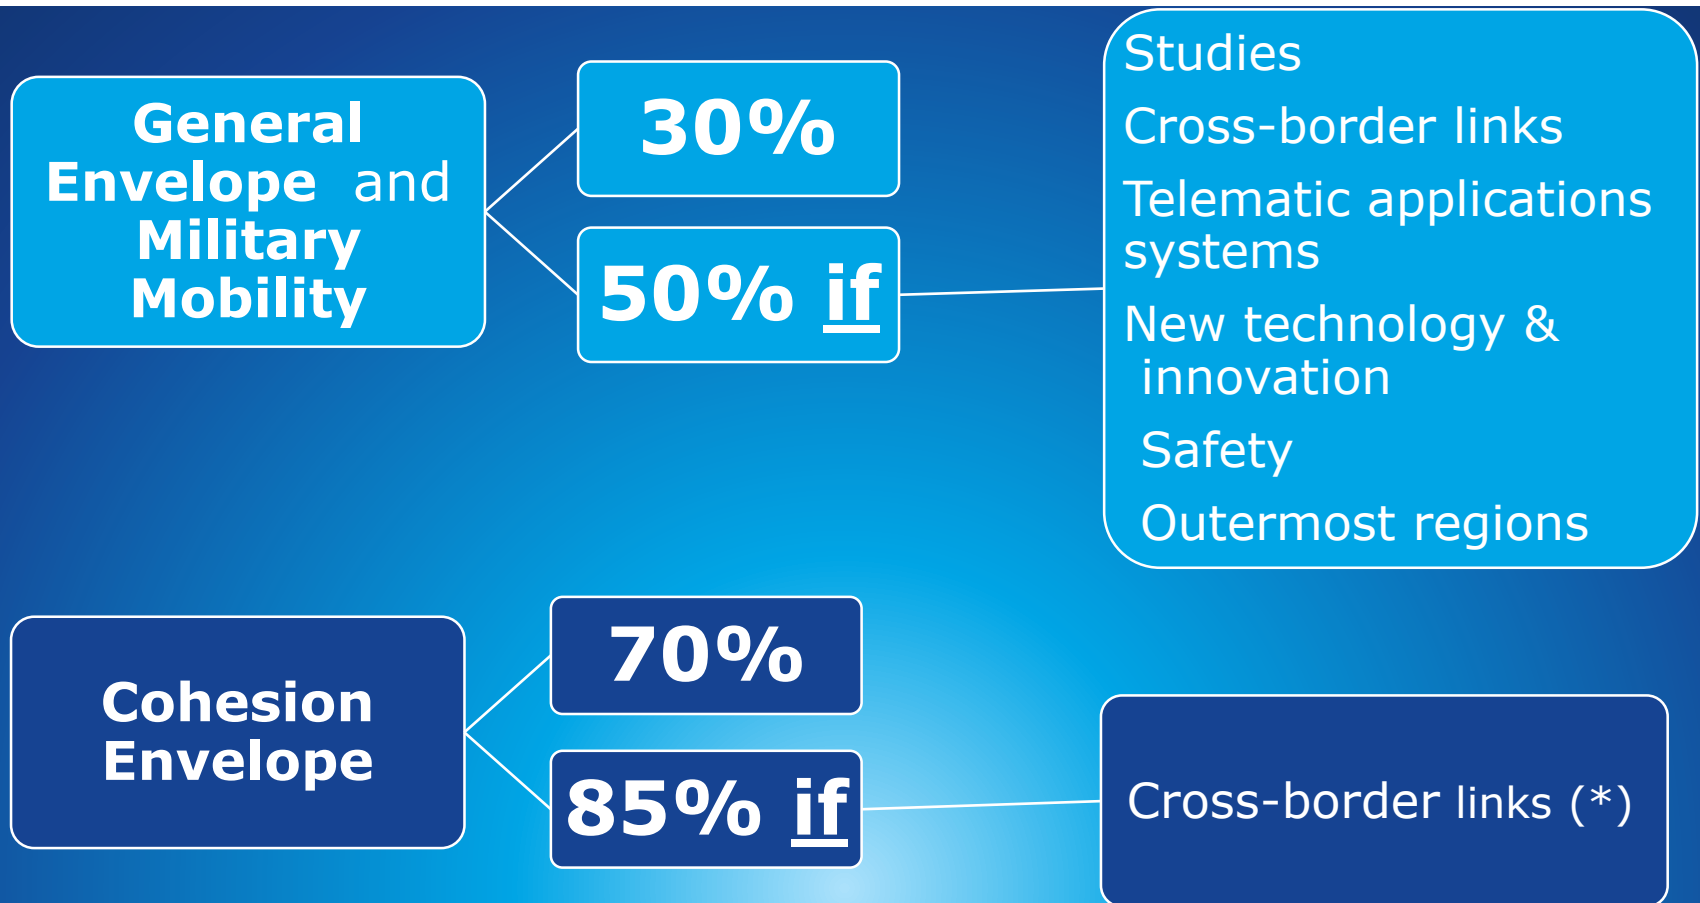 General
Envelope and
Military
Mobility
30%
50% if
Studies
Cross-border links
Telematic applications
systems
New technology &
innovation
Safety
Outermost regions
Cohesion
Envelope
70%
85% if
Cross-border links (*)